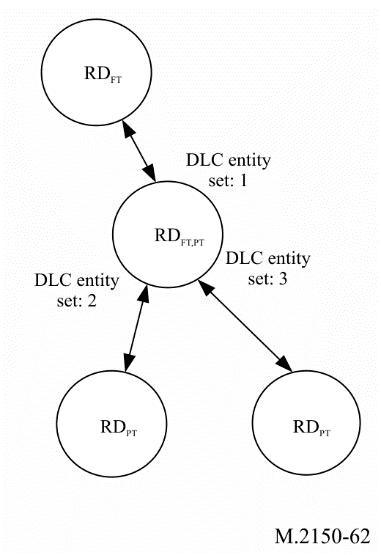 RD_FT
DLC entity
set: 1
RD_FT,PT
DLC entity
set: 3
DLC entity
set: 2
RD_PT
RD_PT
M.2150-62